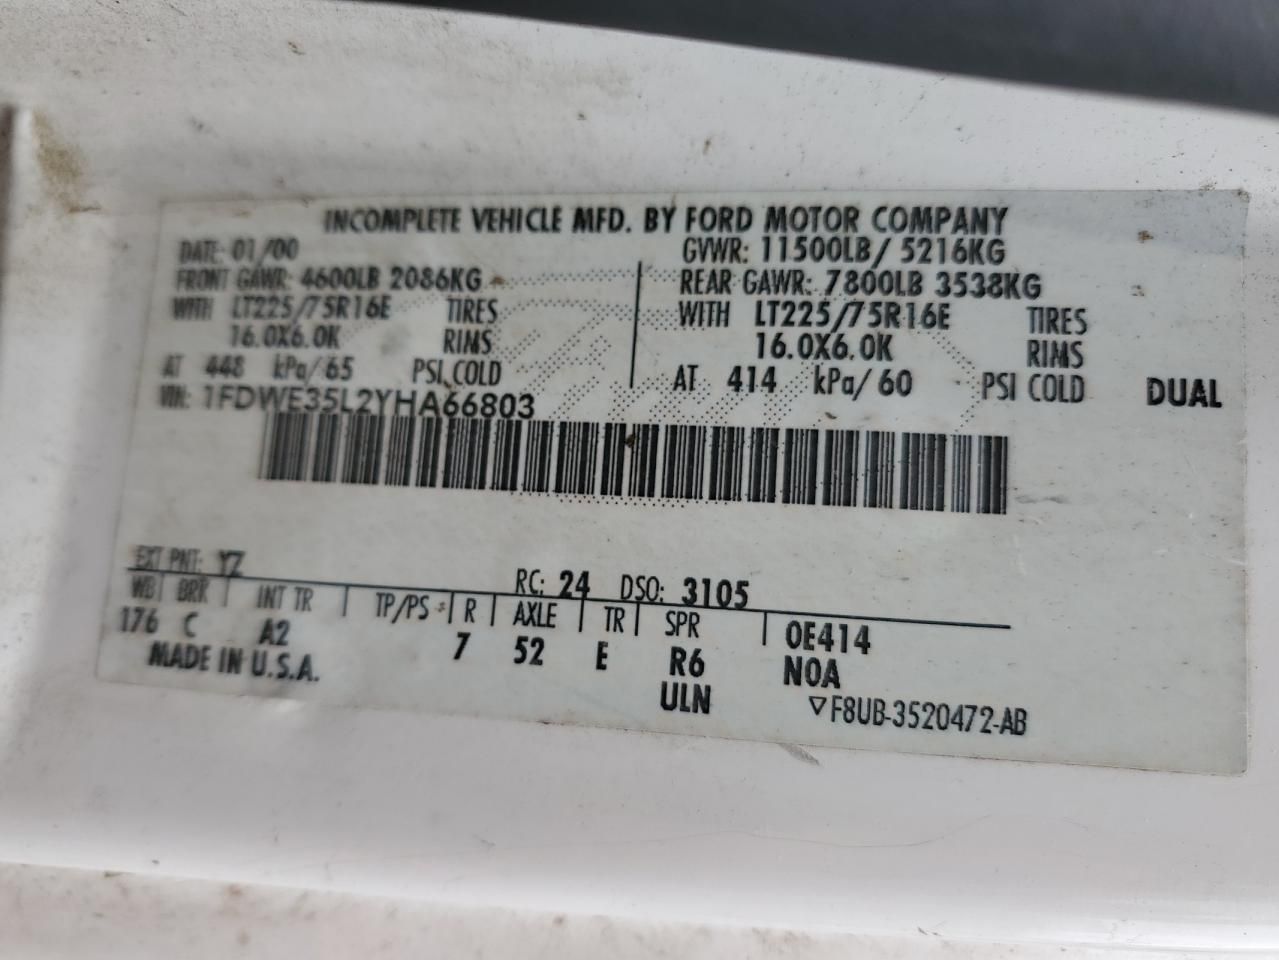 INCOMPLETE VEHICLE MFD. BY FORD MOTOR COMPANY
DATE: 01/00 GVWR: 11500LB/ 5216KG
FRONT GAWR: 4600LB 2086KG REAR GAWR: 7800LB 3538KG
WITH LT225/75R16E TIRES WITH LT225/75R16E TIRES
16.0X6.0K RIMS 16.0X6.0K RIMS
AT 448 kPa/65 PSI COLD AT 414 kPa/60 PSI COLD DUAL
VIN: 1FDWE35L2YHA66803
EXT PNT: YZ RC: 24 DSO: 3105
WB BRK INT TR TP/PS R AXLE TR SPR OE414
176 C A2 7 52 E R6 NOA
MADE IN U.S.A. ULN ▽F8UB-3520472-AB